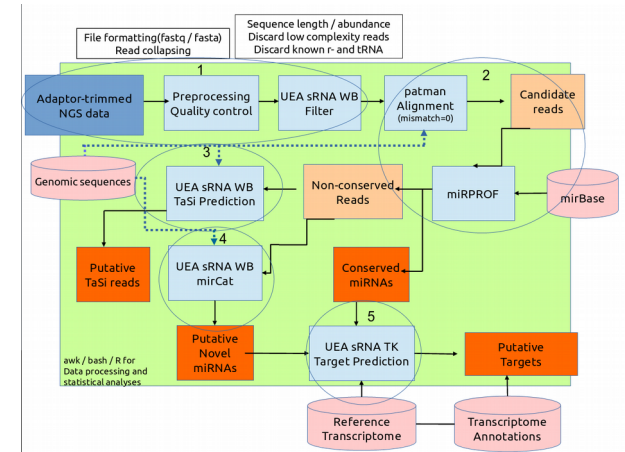 Sequence length / abundance
Discard low complexity reads
Discard known r- and tRNA
File formatting(fastq / fasta)
Read collapsing
1
2
Adaptor-trimmed
NGS data
Preprocessing
Quality control
UEA sRNA WB
Filter
patman
Alignment
(mismatch=0)
Candidate
reads
3
Genomic sequences
UEA sRNA WB
TaSi Prediction
Non-conserved
Reads
miRPROF
mirBase
4
Putative
TaSi reads
UEA sRNA WB
mirCat
Conserved
miRNAs
5
awk / bash / R for
Data processing and
statistical analyses
Putative
Novel
miRNAs
UEA sRNA TK
Target Prediction
Putative
Targets
Reference
Transcriptome
Transcriptome
Annotations